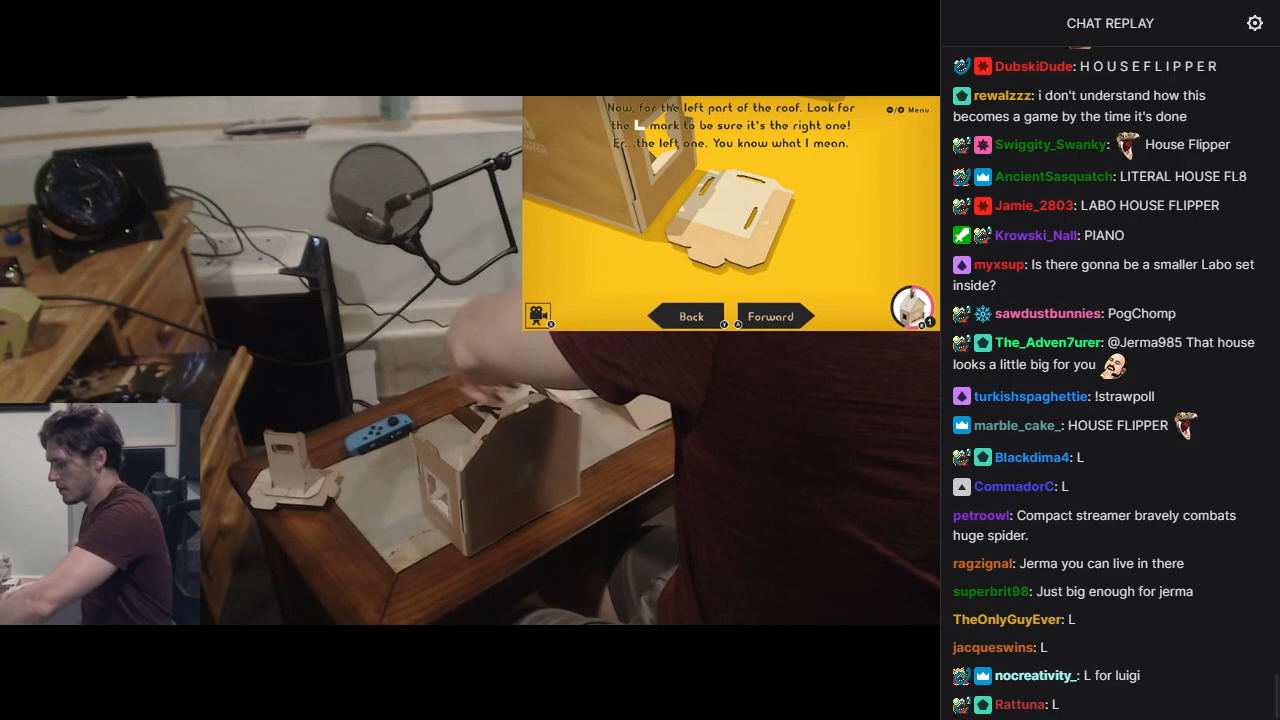 Now, for the left part of the roof. Look for
the L mark to be sure it's the right one!
Er...the left one. You know what I mean.
-/+ Menu
X
Back
Y
Forward
A
B
1
CHAT REPLAY
DubskiDude: H O U S E F L I P P E R
rewalzzz: i don't understand how this
becomes a game by the time it's done
Swiggity_Swanky: House Flipper
AncientSasquatch: LITERAL HOUSE FL8
Jamie_2803: LABO HOUSE FLIPPER
Krowski_Nall: PIANO
myxsup: Is there gonna be a smaller Labo set
inside?
sawdustbunnies: PogChomp
The_Adven7urer: @Jerma985 That house
looks a little big for you
turkishspaghettie: !strawpoll
marble_cake_: HOUSE FLIPPER
Blackdima4: L
CommadorC: L
petroowl: Compact streamer bravely combats
huge spider.
ragzignal: Jerma you can live in there
superbrit98: Just big enough for jerma
TheOnlyGuyEver: L
jacqueswins: L
nocreativity_: L for luigi
Rattuna: L